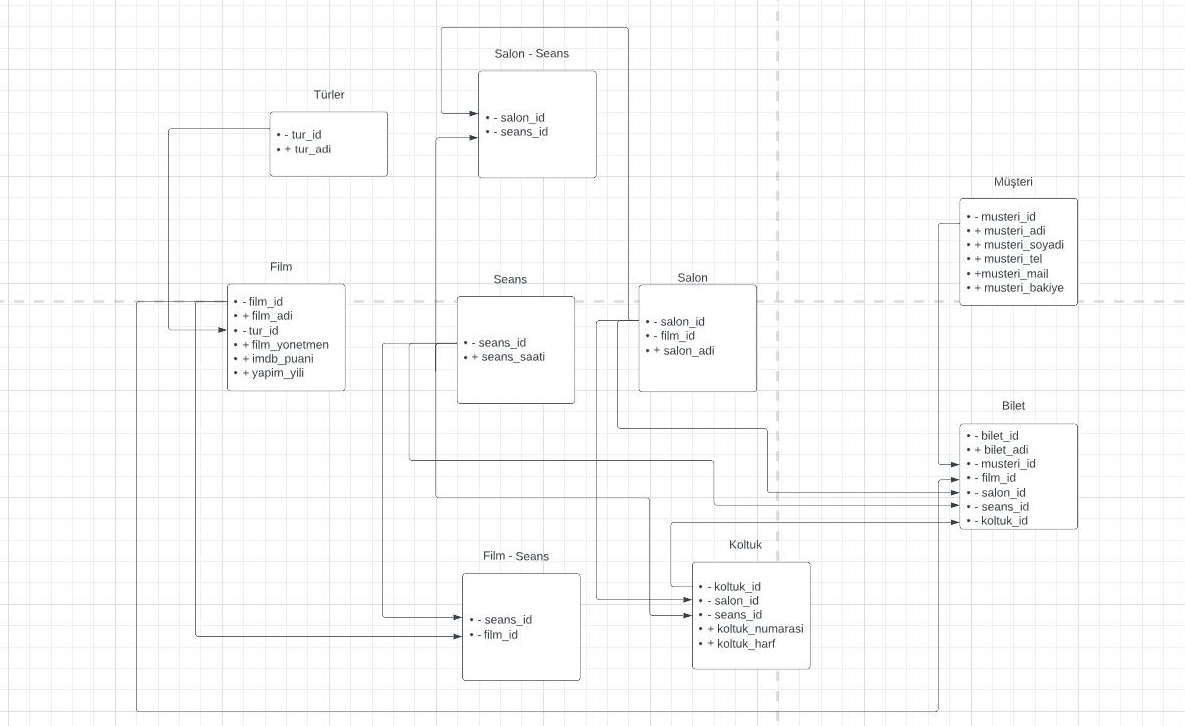 Salon - Seans
• - salon_id
• - seans_id
Türler
• - tur_id
• + tur_adi
Müşteri
• - musteri_id
• + musteri_adi
• + musteri_soyadi
• + musteri_tel
• +musteri_mail
• + musteri_bakiye
Film
• - film_id
• + film_adi
• - tur_id
• + film_yonetmen
• + imdb_puani
• + yapim_yili
Seans
• - seans_id
• + seans_saati
Salon
• - salon_id
• - film_id
• + salon_adi
Bilet
• - bilet_id
• + bilet_adi
• - musteri_id
• - film_id
• - salon_id
• - seans_id
• - koltuk_id
Film - Seans
• - seans_id
• - film_id
Koltuk
• - koltuk_id
• - salon_id
• - seans_id
• + koltuk_numarasi
• + koltuk_harf